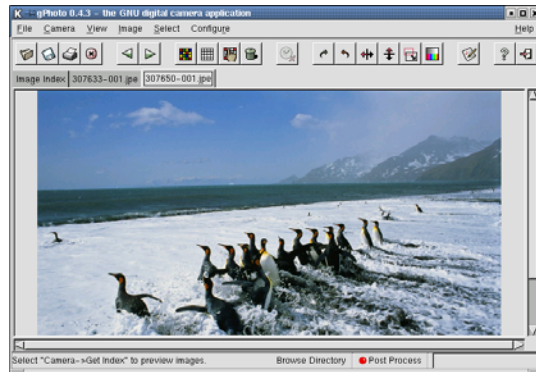 gPhoto 0.4.3 - the GNU digital camera application
File Camera View Image Select Configure Help
Image Index 307633-001.jpe 307650-001.jpe
Select "Camera->Get Index" to preview images. Browse Directory Post Process